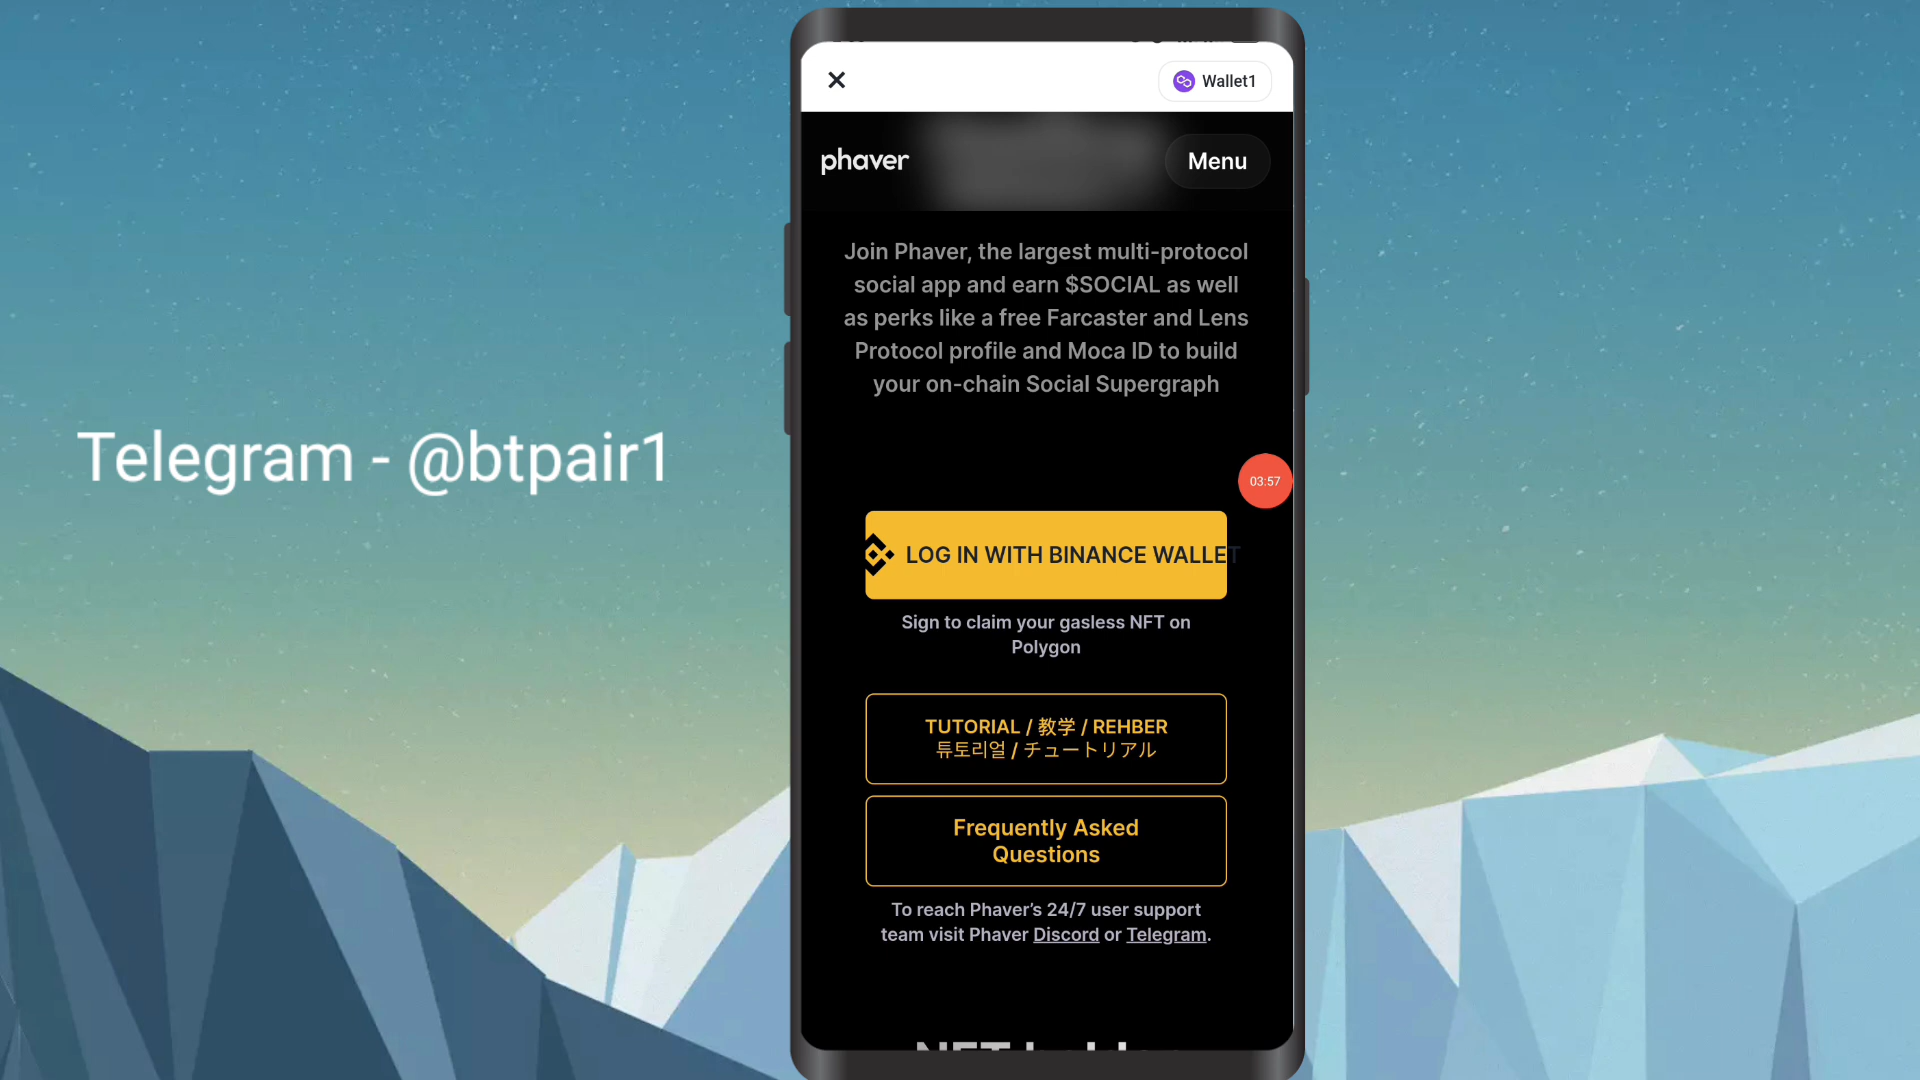 Wallet1
phaver
Menu
Join Phaver, the largest multi-protocol
social app and earn $SOCIAL as well
as perks like a free Farcaster and Lens
Protocol profile and Moca ID to build
your on-chain Social Supergraph
Telegram - @btpair1
03:57
LOG IN WITH BINANCE WALLET
Sign to claim your gasless NFT on
Polygon
TUTORIAL / 教学 / REHBER
튜토리얼 / チュートリアル
Frequently Asked
Questions
To reach Phaver’s 24/7 user support
team visit Phaver Discord or Telegram.